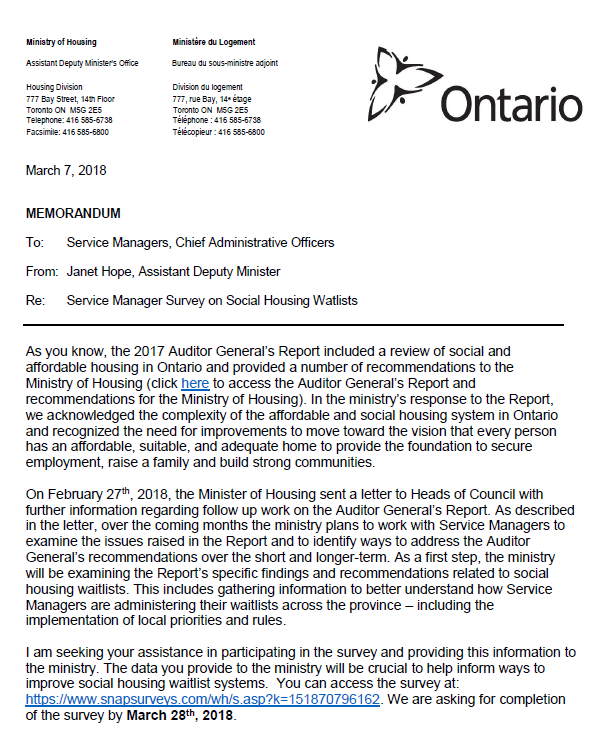 Ministry of Housing
Assistant Deputy Minister's Office
Housing Division
777 Bay Street, 14th Floor
Toronto ON M5G 2E5
Telephone: 416 585-6738
Facsimile: 416 585-6800
Ministère du Logement
Bureau du sous-ministre adjoint
Division du logement
777, rue Bay, 14e étage
Toronto ON M5G 2E5
Téléphone : 416 585-6738
Télécopieur : 416 585-6800
Ontario
March 7, 2018
MEMORANDUM
To: Service Managers, Chief Administrative Officers
From: Janet Hope, Assistant Deputy Minister
Re: Service Manager Survey on Social Housing Watlists
As you know, the 2017 Auditor General's Report included a review of social and
affordable housing in Ontario and provided a number of recommendations to the
Ministry of Housing (click here to access the Auditor General's Report and
recommendations for the Ministry of Housing). In the ministry's response to the Report,
we acknowledged the complexity of the affordable and social housing system in Ontario
and recognized the need for improvements to move toward the vision that every person
has an affordable, suitable, and adequate home to provide the foundation to secure
employment, raise a family and build strong communities.
On February 27th, 2018, the Minister of Housing sent a letter to Heads of Council with
further information regarding follow up work on the Auditor General's Report. As described
in the letter, over the coming months the ministry plans to work with Service Managers to
examine the issues raised in the Report and to identify ways to address the Auditor
General's recommendations over the short and longer-term. As a first step, the ministry
will be examining the Report's specific findings and recommendations related to social
housing waitlists. This includes gathering information to better understand how Service
Managers are administering their waitlists across the province – including the
implementation of local priorities and rules.
I am seeking your assistance in participating in the survey and providing this information to
the ministry. The data you provide to the ministry will be crucial to help inform ways to
improve social housing waitlist systems. You can access the survey at:
https://www.snapsurveys.com/wh/s.asp?k=151870796162. We are asking for completion
of the survey by March 28th, 2018.